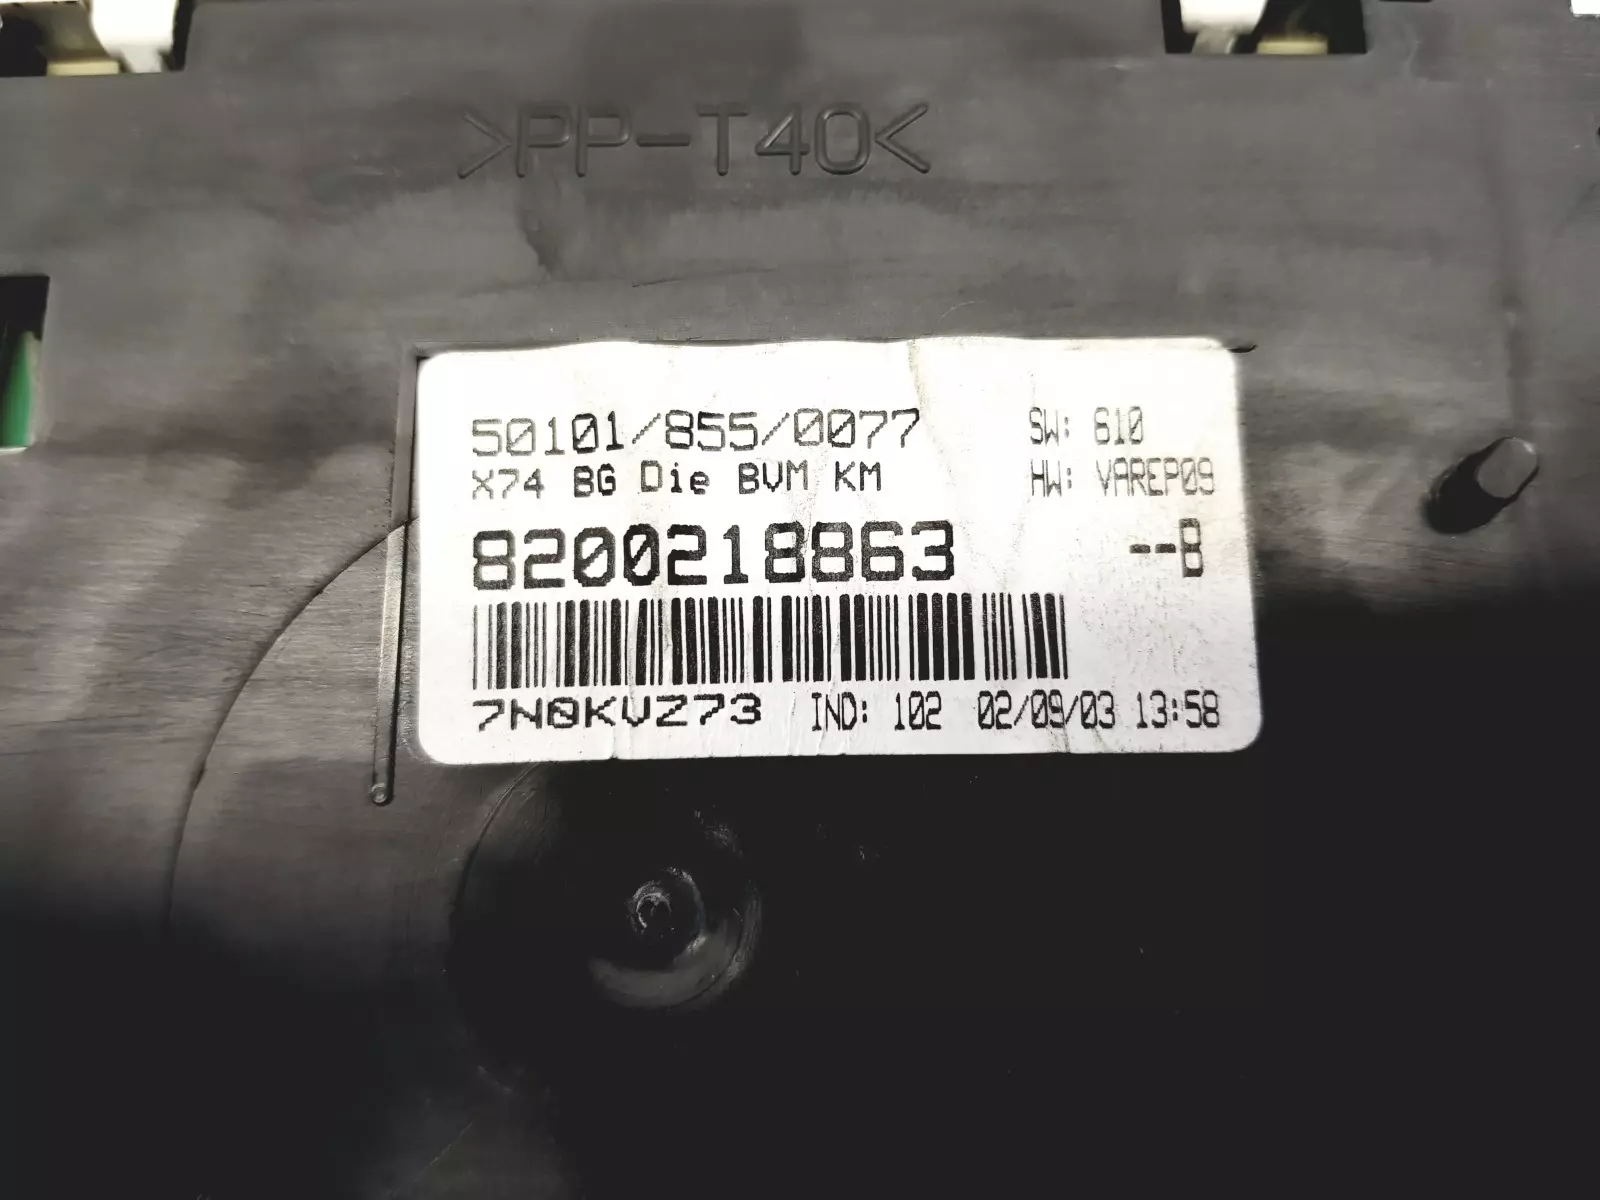 >PP-T40<
50101/855/0077 SW: 610
X74 BG Die BVM KM HW: VAREP09
8200218863 --B
7N0KVZ73 IND: 102 02/09/03 13:58